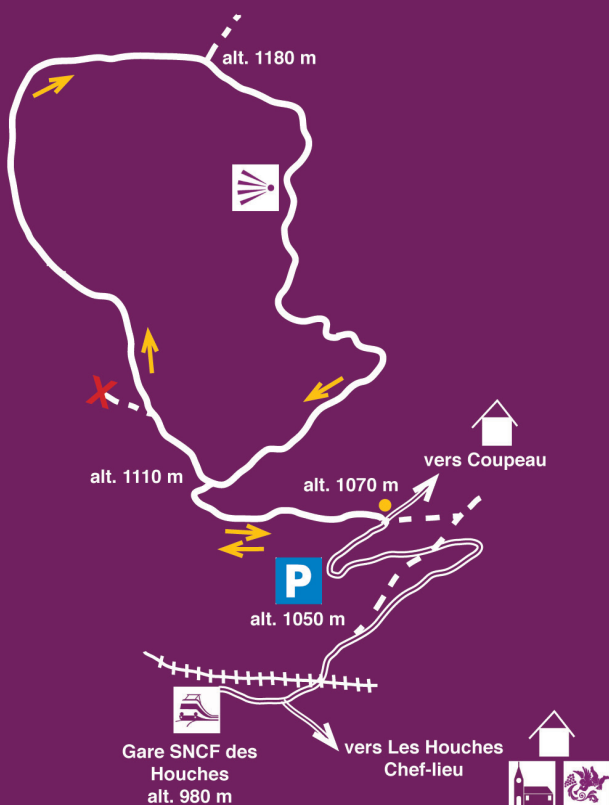 alt. 1180 m
alt. 1110 m
vers Coupeau
alt. 1070 m
P
alt. 1050 m
Gare SNCF des
Houches
alt. 980 m
vers Les Houches
Chef-lieu